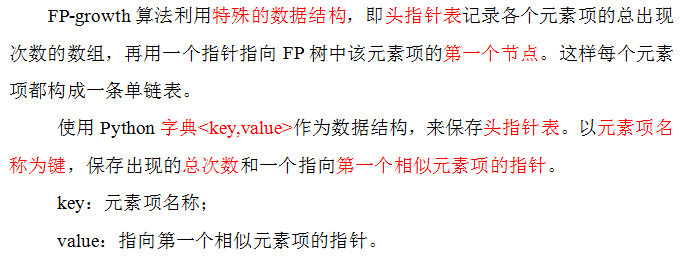 FP-growth 算法利用特殊的数据结构，即头指针表记录各个元素项的总出现
次数的数组，再用一个指针指向 FP 树中该元素项的第一个节点。这样每个元素
项都构成一条单链表。
使用 Python 字典<key,value>作为数据结构，来保存头指针表。以元素项名
称为键，保存出现的总次数和一个指向第一个相似元素项的指针。
key：元素项名称；
value：指向第一个相似元素项的指针。